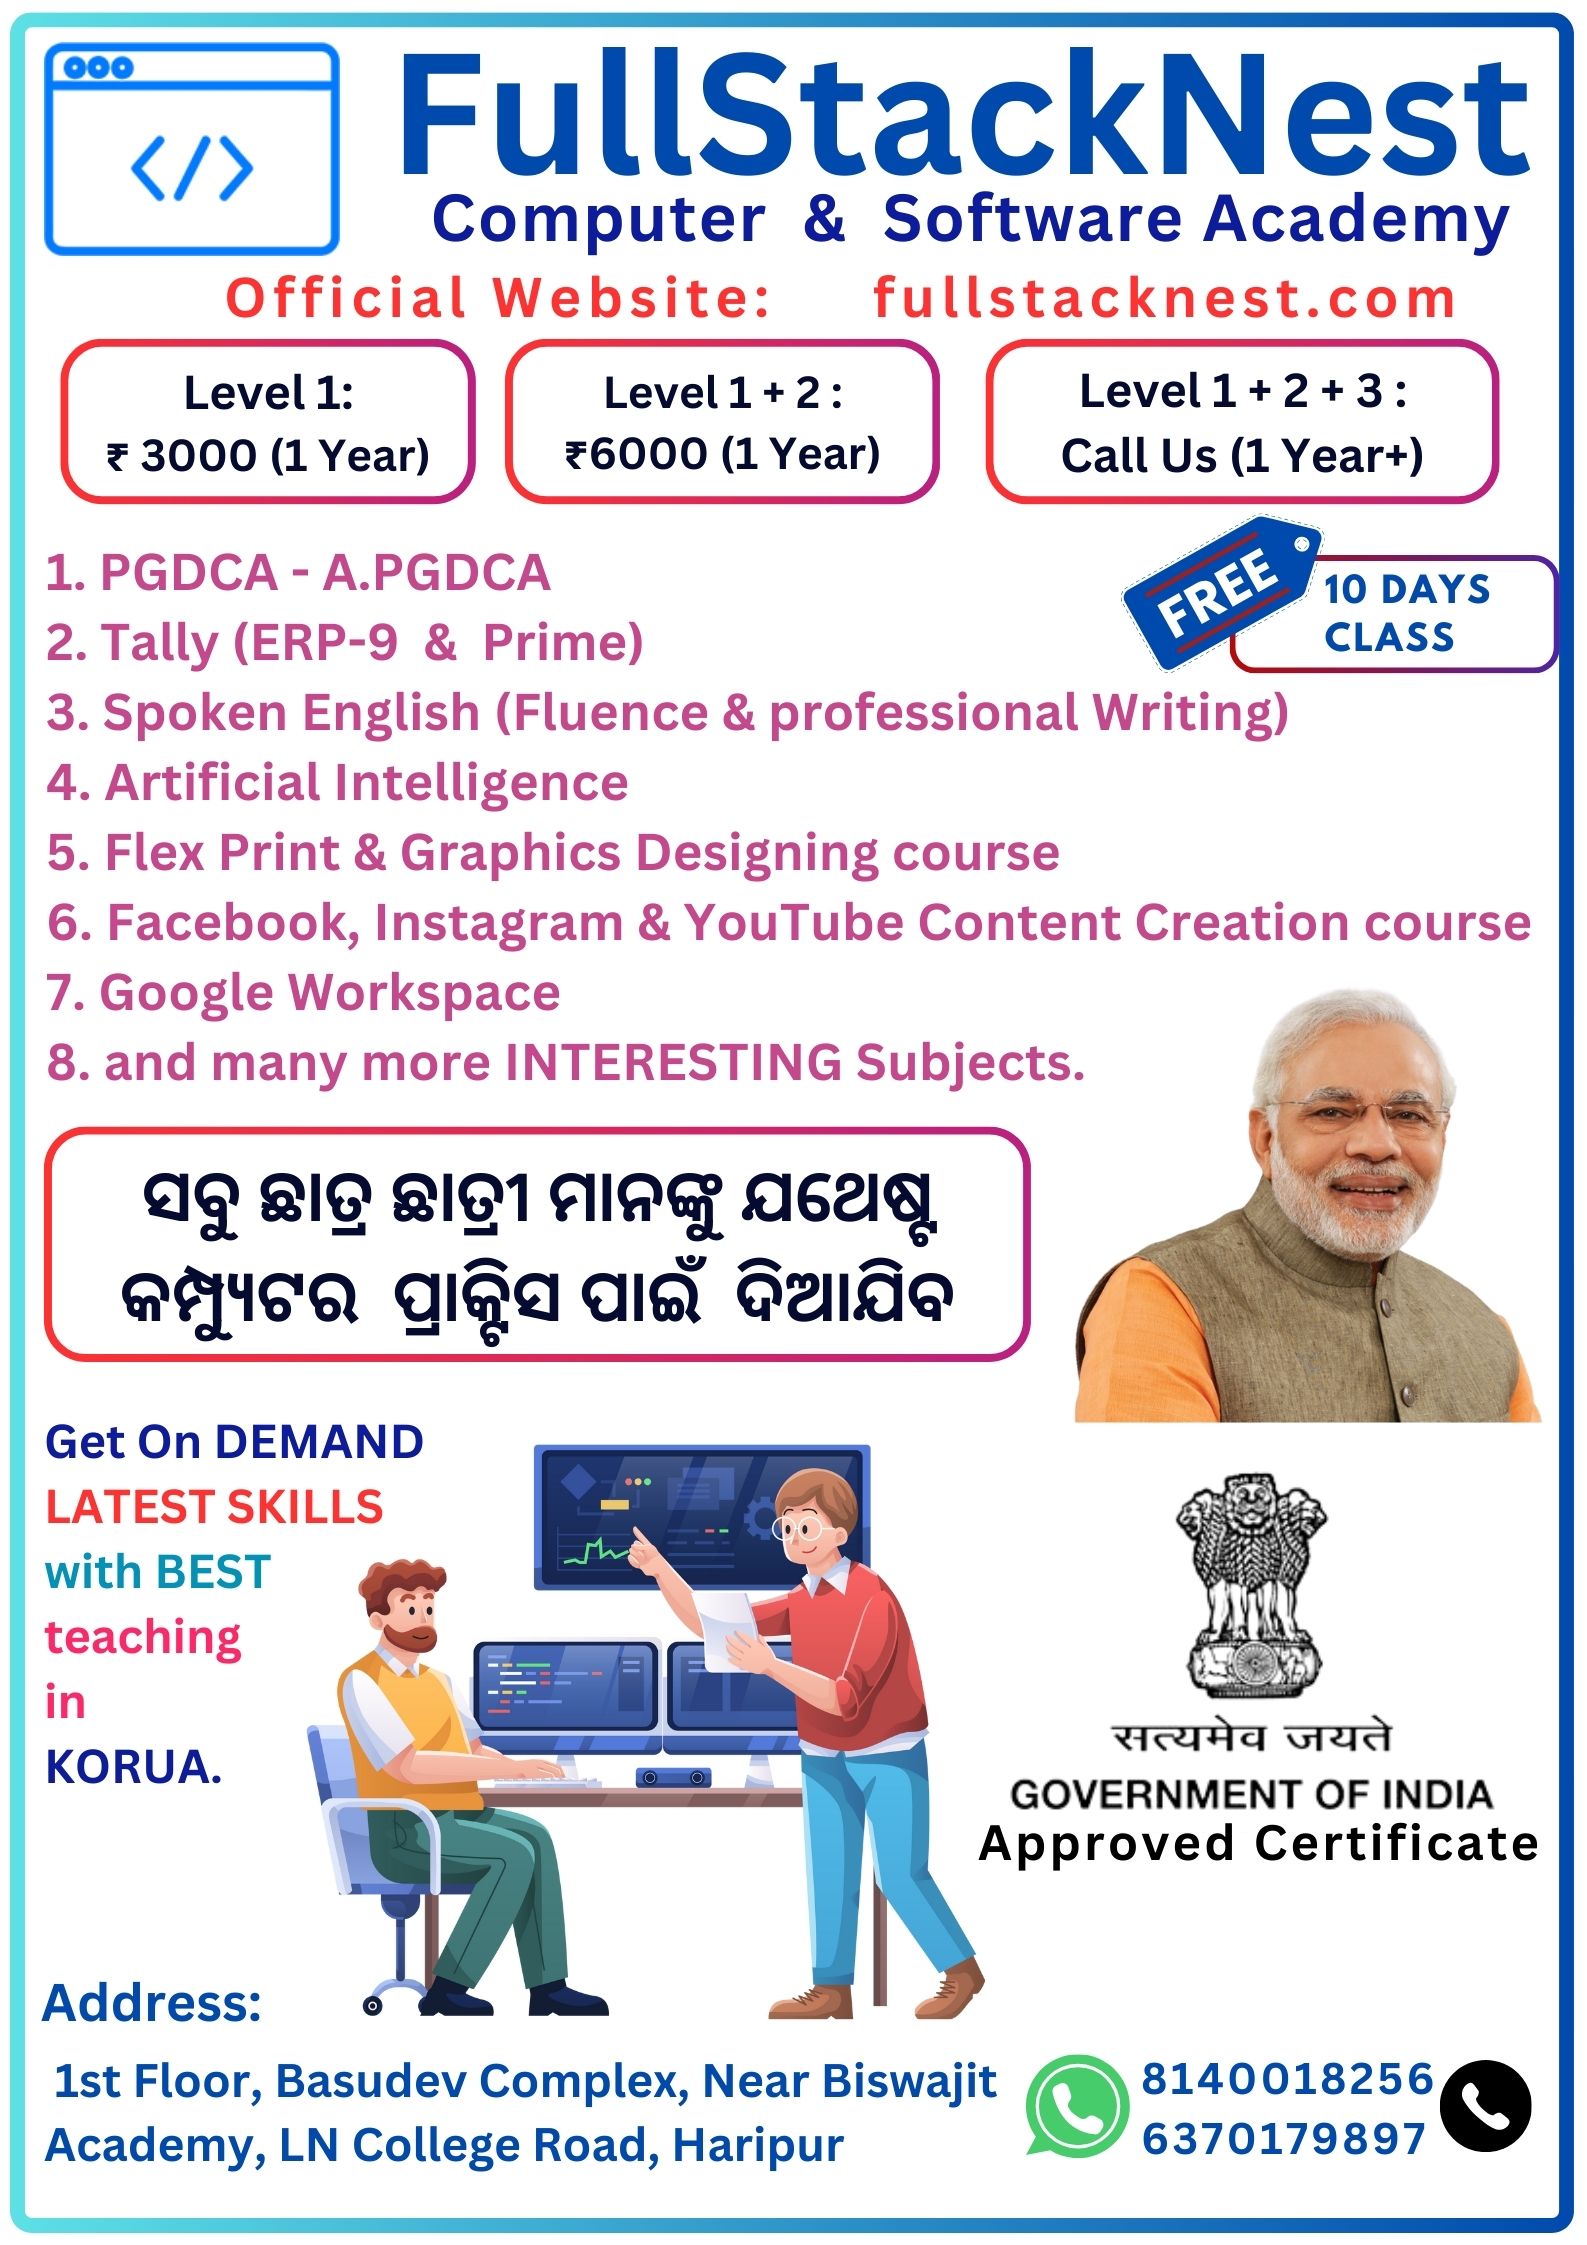 </>
FullStackNest
Computer & Software Academy
Official Website: fullstacknest.com
Level 1:
₹ 3000 (1 Year)
Level 1 + 2 :
₹6000 (1 Year)
Level 1 + 2 + 3 :
Call Us (1 Year+)
FREE
10 DAYS
CLASS
1. PGDCA - A.PGDCA
2. Tally (ERP-9 & Prime)
3. Spoken English (Fluence & professional Writing)
4. Artificial Intelligence
5. Flex Print & Graphics Designing course
6. Facebook, Instagram & YouTube Content Creation course
7. Google Workspace
8. and many more INTERESTING Subjects.
ସବୁ ଛାତ୍ର ଛାତ୍ରୀ ମାନଙ୍କୁ ଯଥେଷ୍ଟ
କମ୍ପ୍ୟୁଟର ପ୍ରାକ୍ଟିସ ପାଇଁ ଦିଆଯିବ
Get On DEMAND
LATEST SKILLS
with BEST
teaching
in
KORUA.
सत्यमेव जयते
GOVERNMENT OF INDIA
Approved Certificate
Address:
1st Floor, Basudev Complex, Near Biswajit
Academy, LN College Road, Haripur
8140018256
6370179897